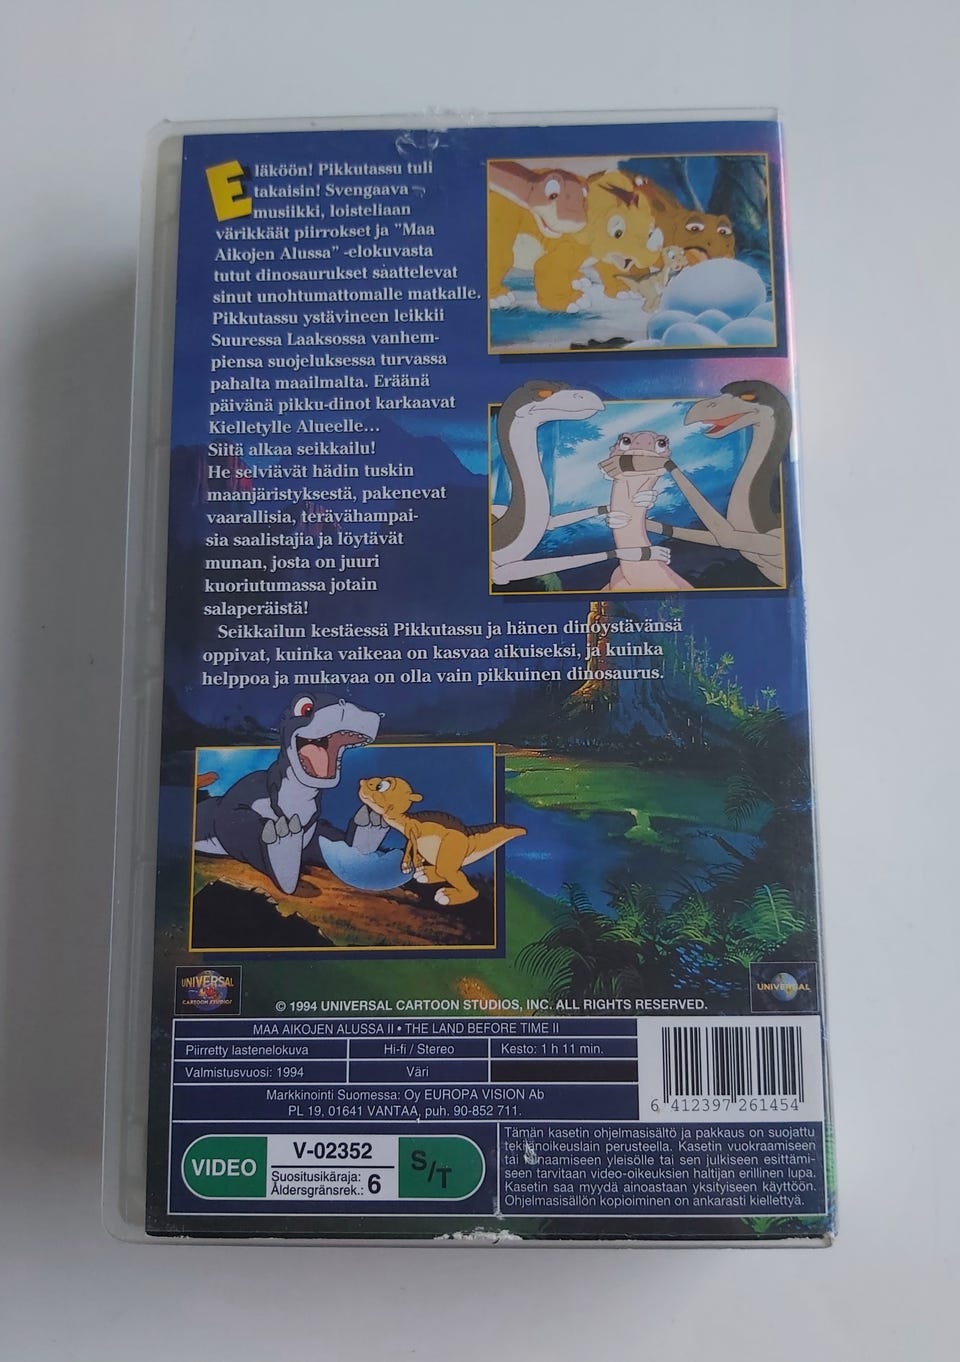 Eläköön! Pikkutassu tuli
takaisin! Svengaava
musiikki, loisteliaan
värikkäät piirrokset ja ”Maa
Aikojen Alussa” -elokuvasta
tutut dinosaurukset saattelevat
sinut unohtumattomalle matkalle.
Pikkutassu ystävineen leikkii
Suuressa Laaksossa vanhem-
piensa suojeluksessa turvassa
pahalta maailmalta. Eräänä
päivänä pikku-dinot karkaavat
Kielletylle Alueelle...
Siitä alkaa seikkailu!
He selviävät hädin tuskin
maanjäristyksestä, pakenevat
vaarallisia, terävähampai-
sia saalistajia ja löytävät
munan, josta on juuri
kuoriutumassa jotain
salaperäistä!
Seikkailun kestäessä Pikkutassu ja hänen dinoystävänsä
oppivat, kuinka vaikeaa on kasvaa aikuiseksi, ja kuinka
helppoa ja mukavaa on olla vain pikkuinen dinosaurus.
UNIVERSAL
CARTOON STUDIOS
© 1994 UNIVERSAL CARTOON STUDIOS, INC. ALL RIGHTS RESERVED.
UNIVERSAL
MAA AIKOJEN ALUSSA II • THE LAND BEFORE TIME II
Piirretty lastenelokuva Hi-fi / Stereo Kesto: 1 h 11 min.
Valmistusvuosi: 1994 Väri
Markkinointi Suomessa: Oy EUROPA VISION Ab
PL 19, 01641 VANTAA, puh. 90-852 711.
6 412397 261454
VIDEO
V-02352
Suositusikäraja:
Åldersgränsrek.: 6
S/T
Tämän kasetin ohjelmasisältö ja pakkaus on suojattu
tekijänoikeuslain perusteella. Kasetin vuokraamiseen
tai lainaamiseen yleisölle tai sen julkiseen esittämi-
seen tarvitaan video-oikeuksien haltijan erillinen lupa.
Kasetin saa myydä ainoastaan yksityiseen käyttöön.
Ohjelmasisällön kopioiminen on ankarasti kiellettyä.